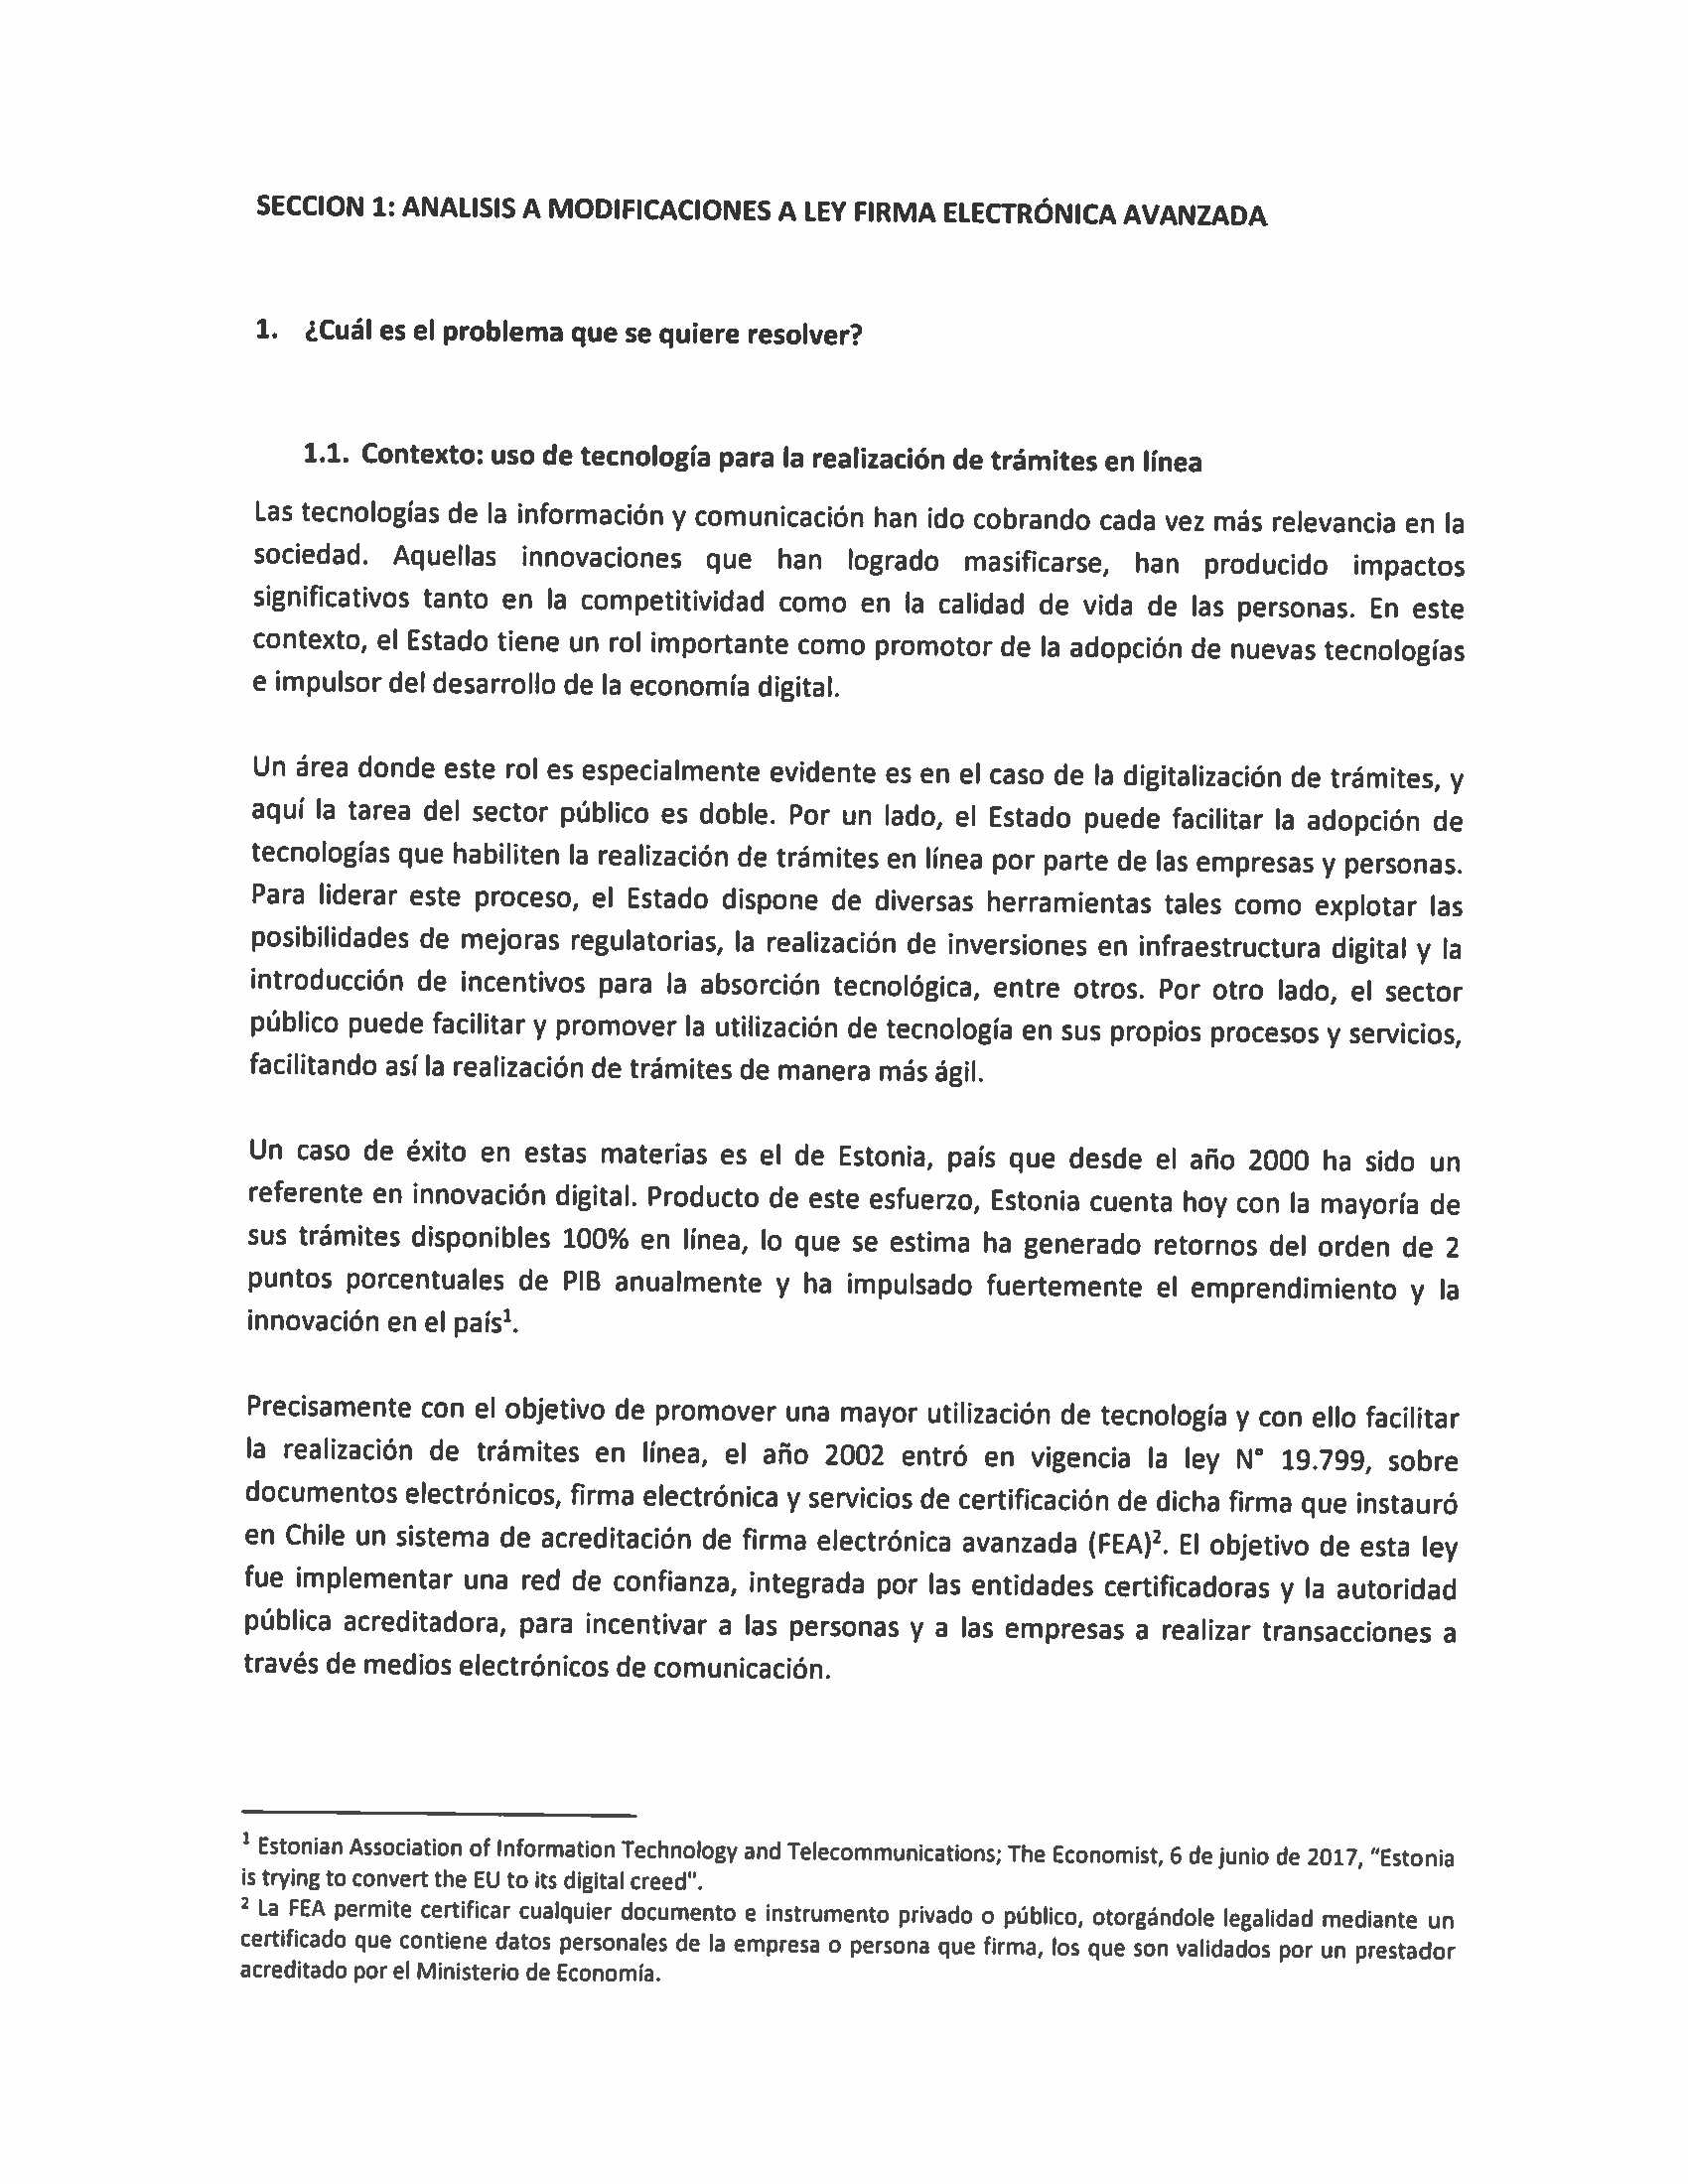 SECCION 1: ANALISIS A MODIFICACIONES A LEY FIRMA ELECTRÓNICA AVANZADA
1. ¿Cuál es el problema que se quiere resolver?
1.1. Contexto: uso de tecnología para la realización de trámites en línea
Las tecnologías de la información y comunicación han ido cobrando cada vez más relevancia en la
sociedad. Aquellas innovaciones que han logrado masificarse, han producido impactos
significativos tanto en la competitividad como en la calidad de vida de las personas. En este
contexto, el Estado tiene un rol importante como promotor de la adopción de nuevas tecnologías
e impulsor del desarrollo de la economía digital.
Un área donde este rol es especialmente evidente es en el caso de la digitalización de trámites, y
aquí la tarea del sector público es doble. Por un lado, el Estado puede facilitar la adopción de
tecnologías que habiliten la realización de trámites en línea por parte de las empresas y personas.
Para liderar este proceso, el Estado dispone de diversas herramientas tales como explotar las
posibilidades de mejoras regulatorias, la realización de inversiones en infraestructura digital y la
introducción de incentivos para la absorción tecnológica, entre otros. Por otro lado, el sector
público puede facilitar y promover la utilización de tecnología en sus propios procesos y servicios,
facilitando así la realización de trámites de manera más ágil.
Un caso de éxito en estas materias es el de Estonia, país que desde el año 2000 ha sido un
referente en innovación digital. Producto de este esfuerzo, Estonia cuenta hoy con la mayoría de
sus trámites disponibles 100% en línea, lo que se estima ha generado retornos del orden de 2
puntos porcentuales de PIB anualmente y ha impulsado fuertemente el emprendimiento y la
innovación en el país¹.
Precisamente con el objetivo de promover una mayor utilización de tecnología y con ello facilitar
la realización de trámites en línea, el año 2002 entró en vigencia la ley N° 19.799, sobre
documentos electrónicos, firma electrónica y servicios de certificación de dicha firma que instauró
en Chile un sistema de acreditación de firma electrónica avanzada (FEA)². El objetivo de esta ley
fue implementar una red de confianza, integrada por las entidades certificadoras y la autoridad
pública acreditadora, para incentivar a las personas y a las empresas a realizar transacciones a
través de medios electrónicos de comunicación.
¹ Estonian Association of Information Technology and Telecommunications; The Economist, 6 de junio de 2017, "Estonia
is trying to convert the EU to its digital creed".
² La FEA permite certificar cualquier documento e instrumento privado o público, otorgándole legalidad mediante un
certificado que contiene datos personales de la empresa o persona que firma, los que son validados por un prestador
acreditado por el Ministerio de Economía.